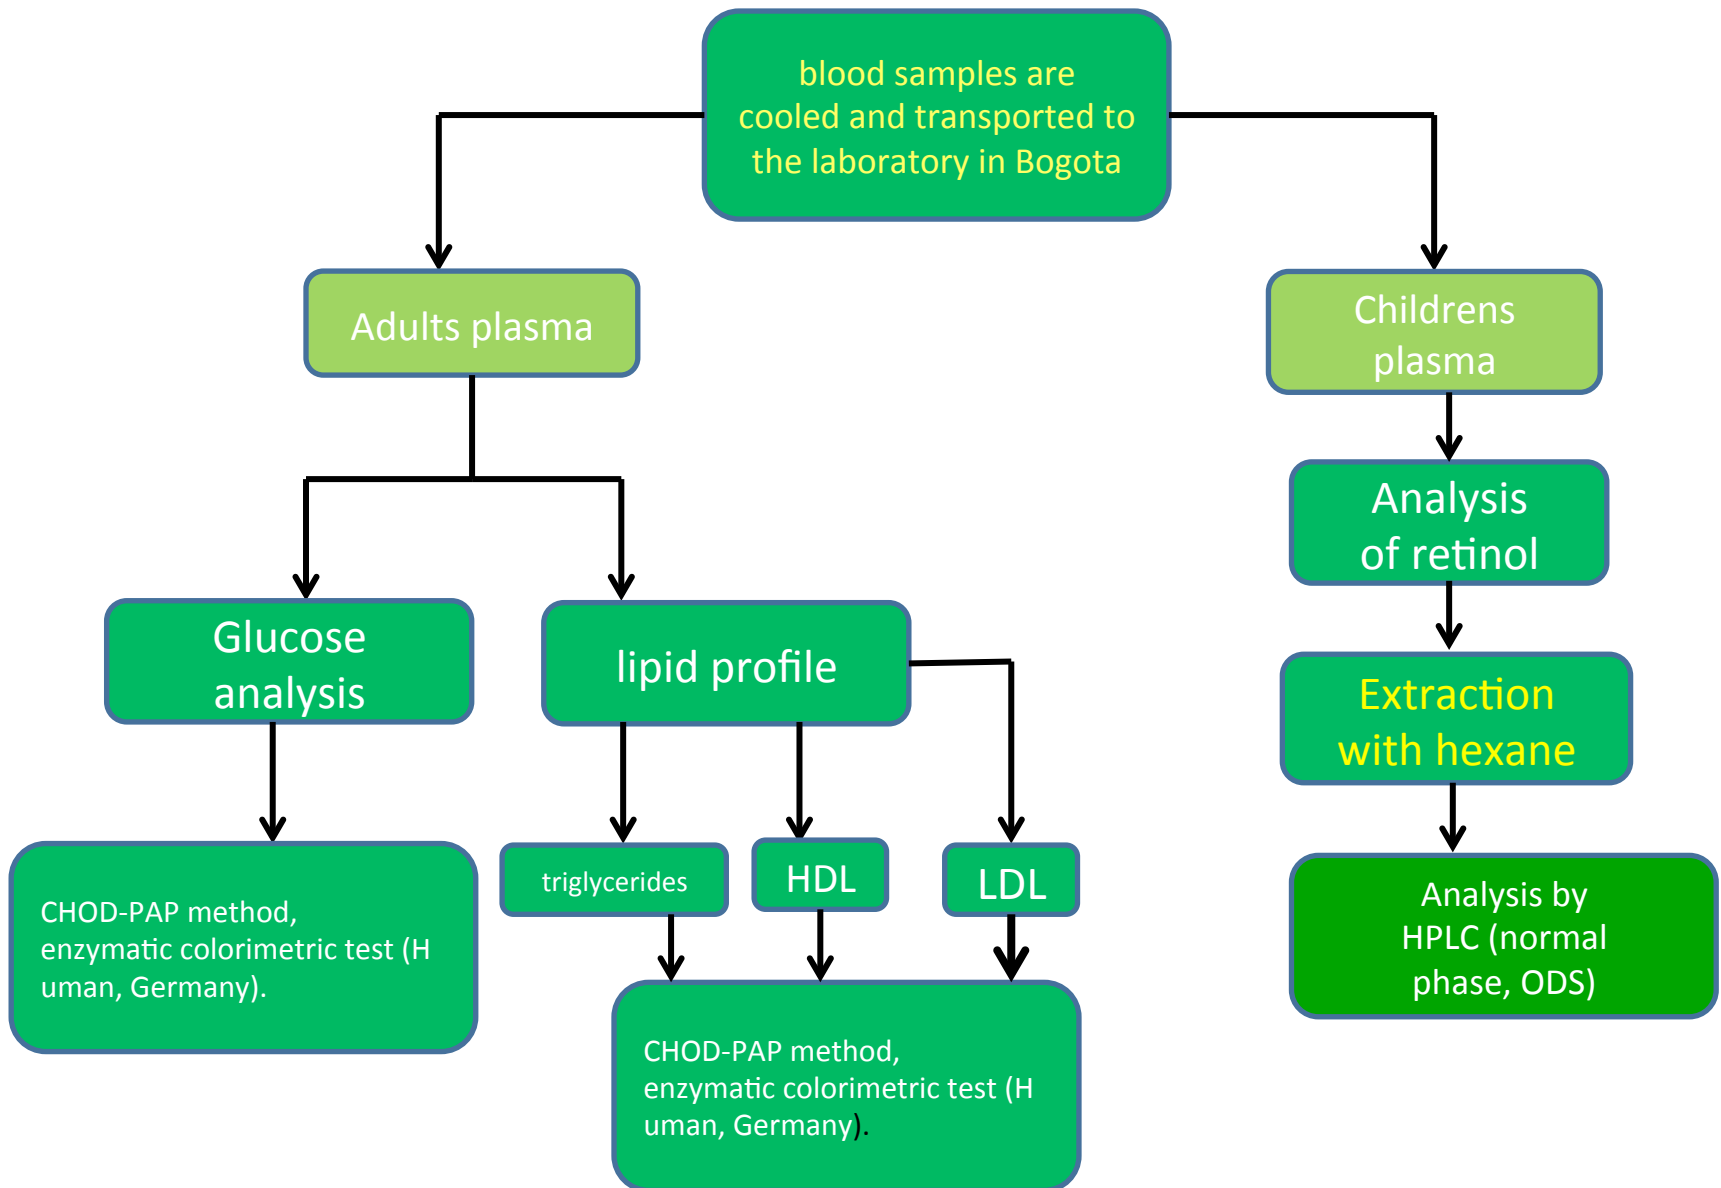 blood samples are
cooled and transported to
the laboratory in Bogota
Adults plasma
Childrens
plasma
Analysis
of retinol
Glucose
analysis
lipid profile
Extraction
with hexane
triglycerides
HDL
LDL
CHOD-PAP method,
enzymatic colorimetric test (H
uman, Germany).
Analysis by
HPLC (normal
phase, ODS)
CHOD-PAP method,
enzymatic colorimetric test (H
uman, Germany).